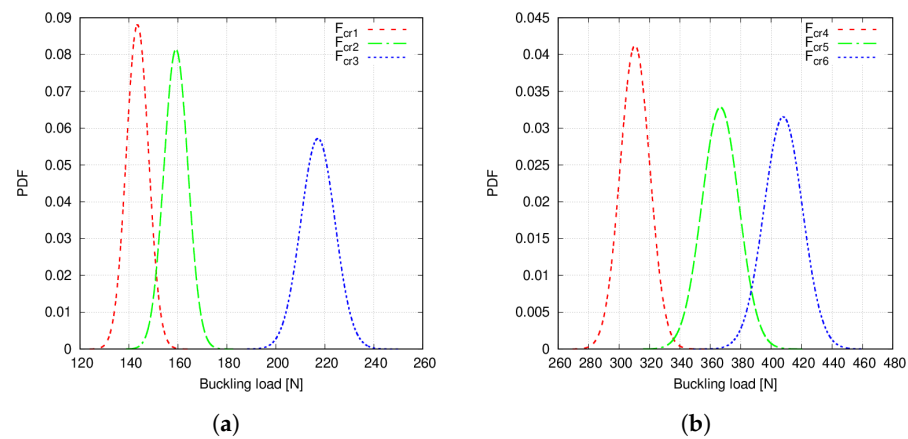 0.09
0.08
0.07
0.06
0.05
0.04
0.03
0.02
0.01
0
PDF
120 140 160 180 200 220 240 260
Buckling load [N]
Fcr1
Fcr2
Fcr3
(a)
0.045
0.04
0.035
0.03
0.025
0.02
0.015
0.01
0.005
0
PDF
260 280 300 320 340 360 380 400 420 440 460 480
Buckling load [N]
Fcr4
Fcr5
Fcr6
(b)